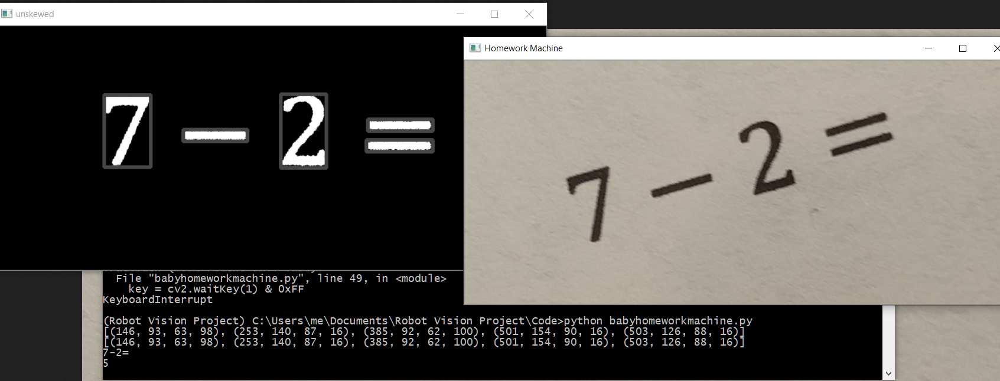 unskewed
7 − 2 =
Homework Machine
7 − 2 =
File "babyhomeworkmachine.py", line 49, in <module>
key = cv2.waitKey(1) & 0xFF
KeyboardInterrupt
(Robot Vision Project) C:\Users\me\Documents\Robot Vision Project\Code>python babyhomeworkmachine.py
[(146, 93, 63, 98), (253, 140, 87, 16), (385, 92, 62, 100), (501, 154, 90, 16), (503, 126, 88, 16)]
[(146, 93, 63, 98), (253, 140, 87, 16), (385, 92, 62, 100), (501, 154, 90, 16), (503, 126, 88, 16)]
7-2=
5